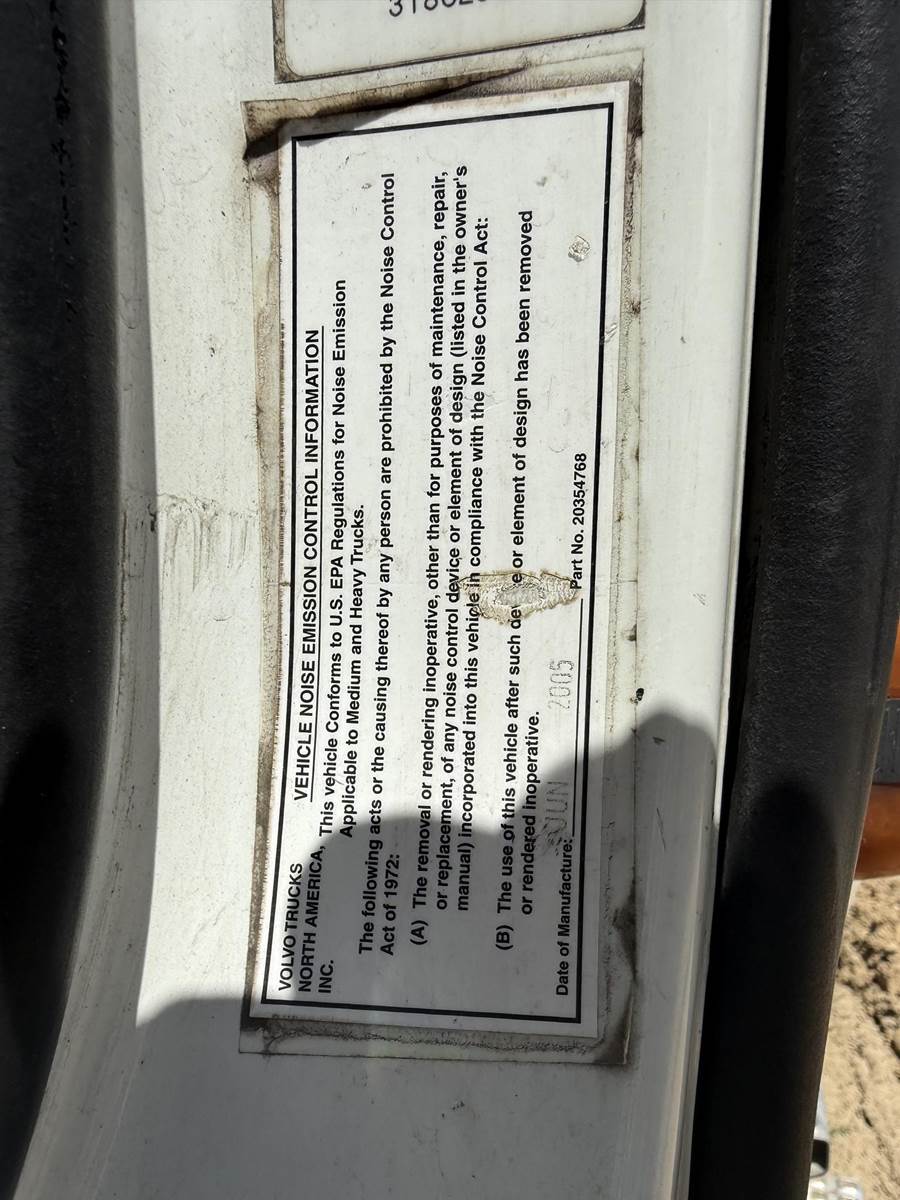 VOLVO TRUCKS
NORTH AMERICA,
INC.
VEHICLE NOISE EMISSION CONTROL INFORMATION
This vehicle Conforms to U.S. EPA Regulations for Noise Emission
Applicable to Medium and Heavy Trucks.
The following acts or the causing thereof by any person are prohibited by the Noise Control
Act of 1972:
(A) The removal or rendering inoperative, other than for purposes of maintenance, repair,
or replacement, of any noise control device or element of design (listed in the owner's
manual) incorporated into this vehicle in compliance with the Noise Control Act:
(B) The use of this vehicle after such device or element of design has been removed
or rendered inoperative.
Date of Manufacture: JUN 2005 Part No. 20354768